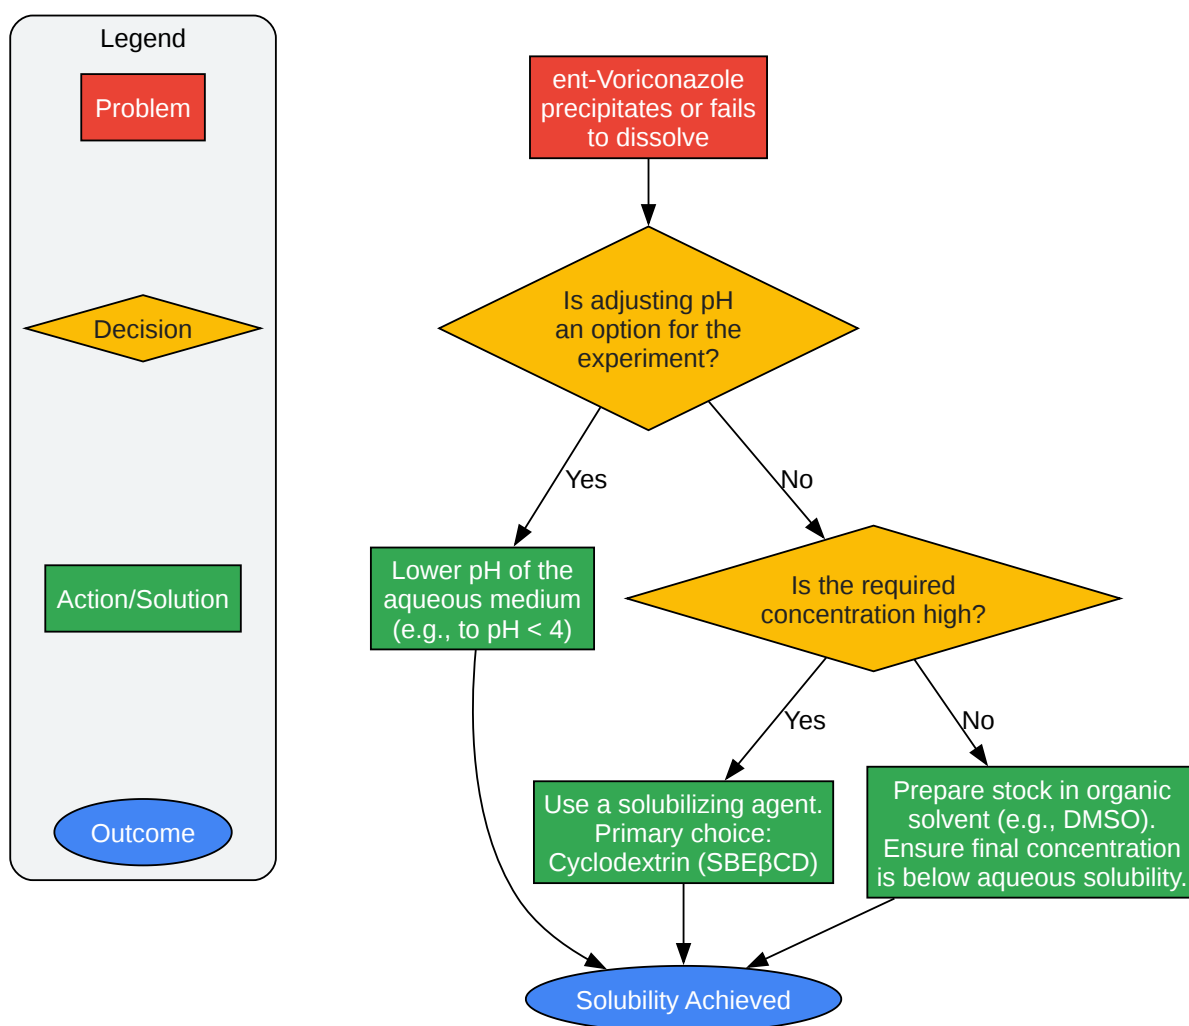 Legend
Problem
Decision
Action/Solution
Outcome
ent-Voriconazole
precipitates or fails
to dissolve
Is adjusting pH
an option for the
experiment?
Yes
No
Lower pH of the
aqueous medium
(e.g., to pH < 4)
Is the required
concentration high?
Yes
No
Use a solubilizing agent.
Primary choice:
Cyclodextrin (SBEβCD)
Prepare stock in organic
solvent (e.g., DMSO).
Ensure final concentration
is below aqueous solubility.
Solubility Achieved